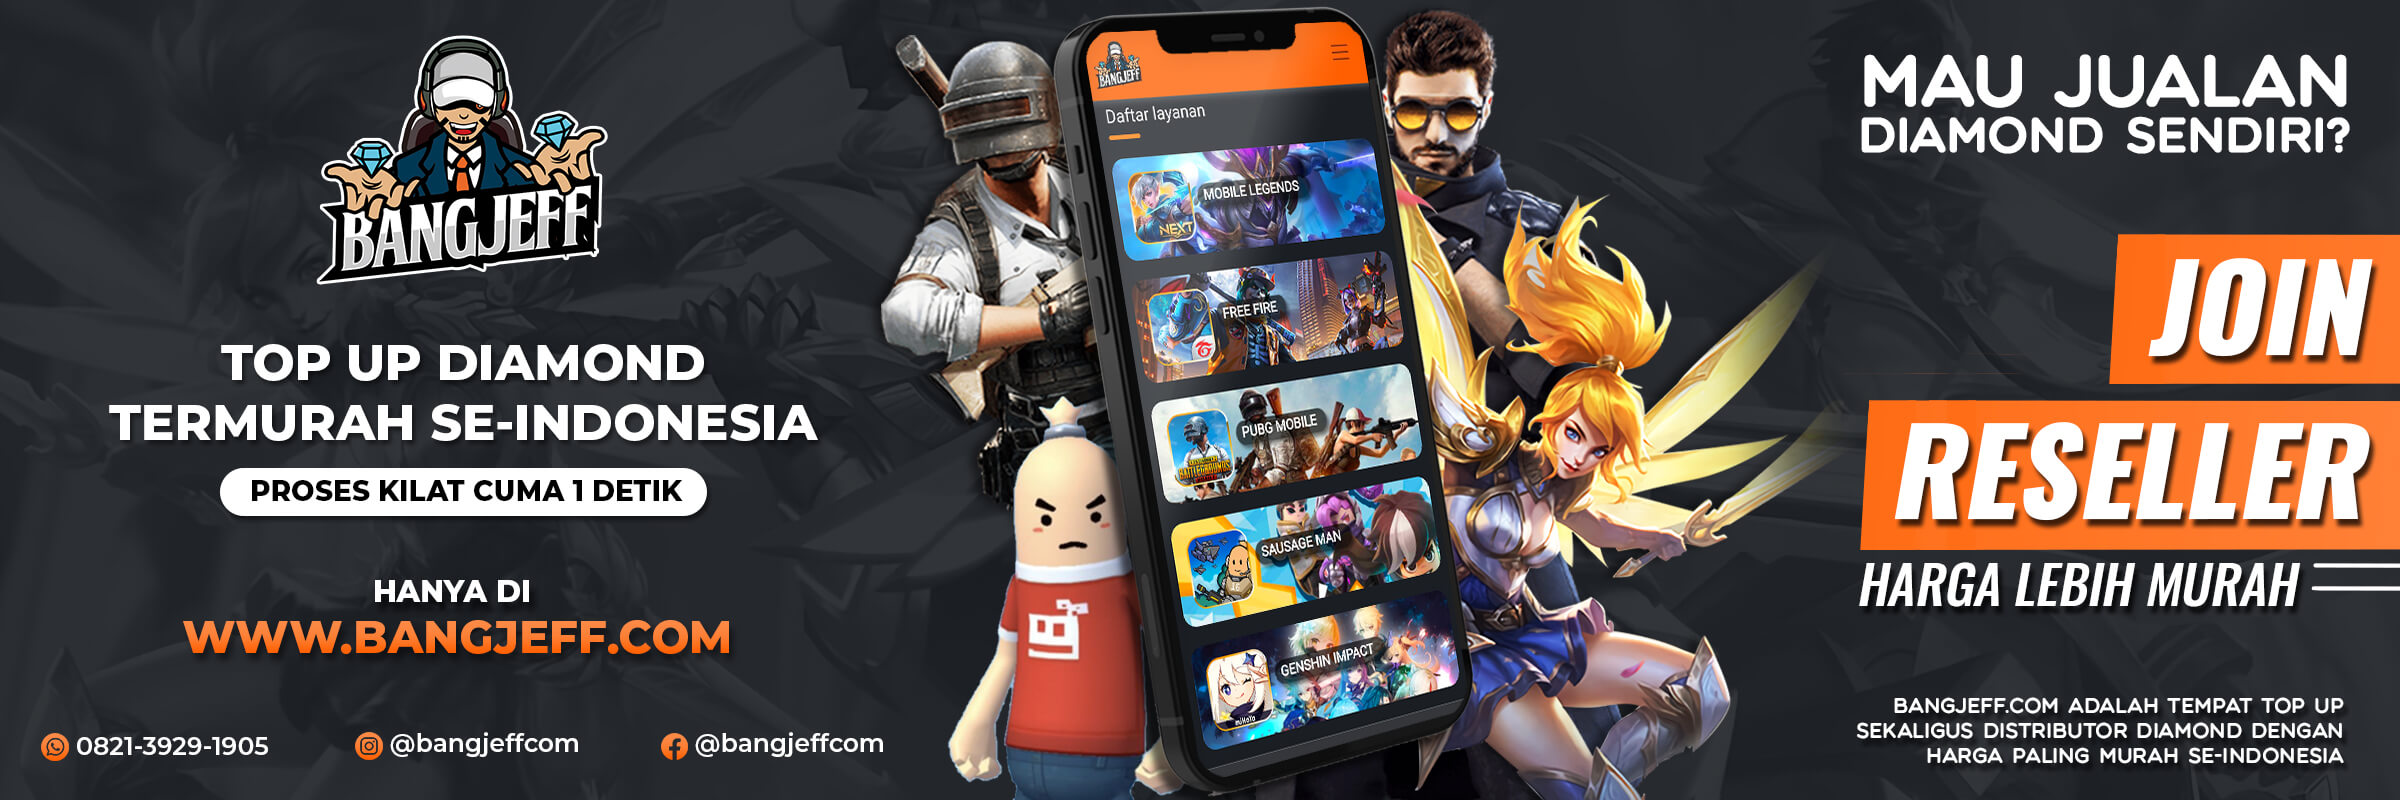 BANGJEFF
TOP UP DIAMOND
TERMURAH SE-INDONESIA
PROSES KILAT CUMA 1 DETIK
HANYA DI
WWW.BANGJEFF.COM
0821-3929-1905
@bangjeffcom
@bangjeffcom
BANGJEFF
Daftar layanan
MOBILE LEGENDS
NEXT
FREE FIRE
PUBG MOBILE
BATTLEGROUNDS
SAUSAGE MAN
GENSHIN IMPACT
miHoYo
MAU JUALAN
DIAMOND SENDIRI?
JOIN
RESELLER
HARGA LEBIH MURAH
BANGJEFF.COM ADALAH TEMPAT TOP UP
SEKALIGUS DISTRIBUTOR DIAMOND DENGAN
HARGA PALING MURAH SE-INDONESIA